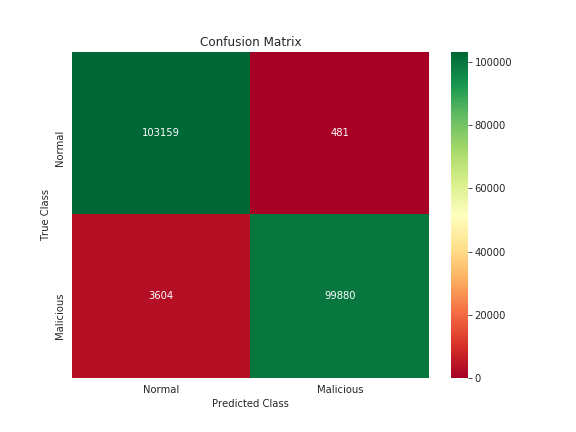 Confusion Matrix
True Class
Normal
103159
481
Malicious
3604
99880
Normal
Malicious
Predicted Class
100000
80000
60000
40000
20000
0